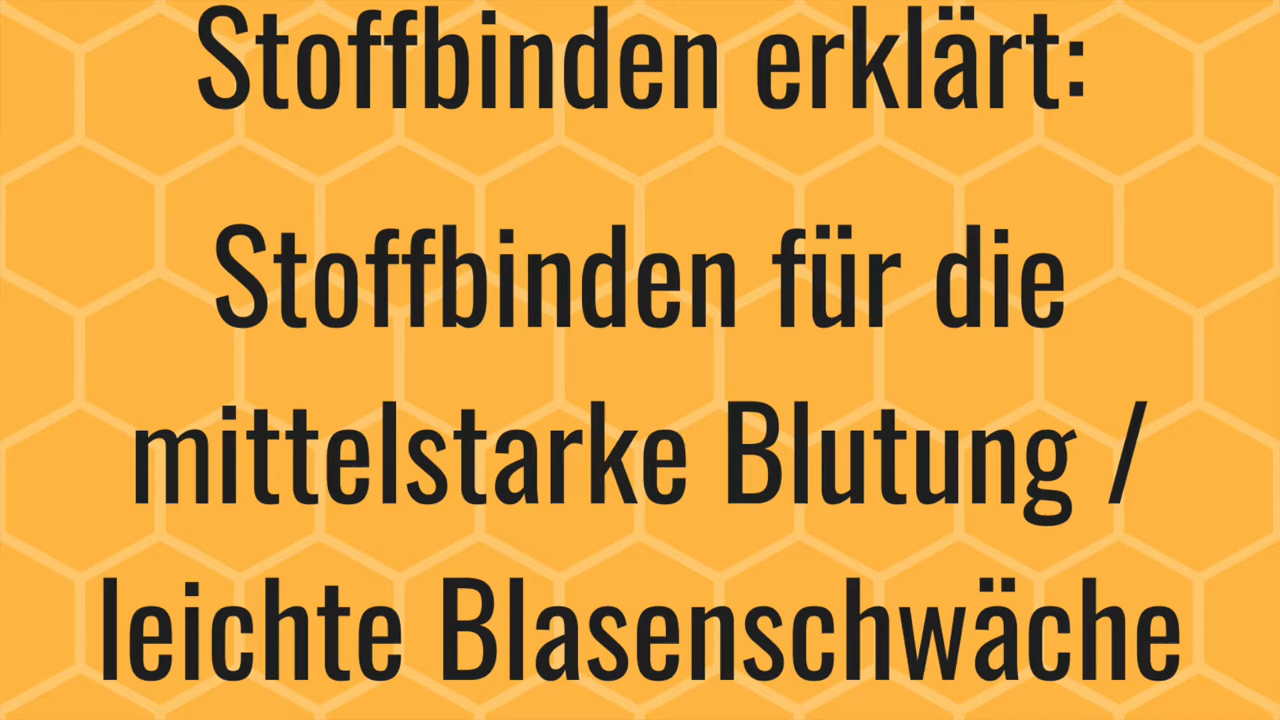 Stoffbinden erklärt:
Stoffbinden für die
mittelstarke Blutung /
leichte Blasenschwäche